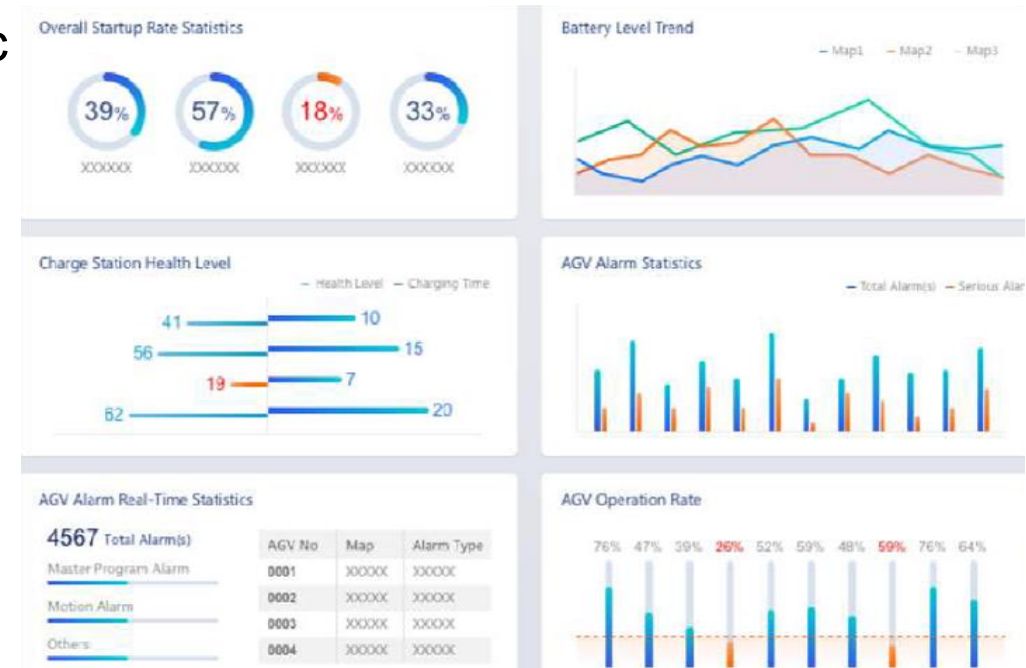 c
Overall Startup Rate Statistics
39% 57% 18% 33%
XXXXXX XXXXXX XXXXXX XXXXXX
Battery Level Trend
Map1 Map2 Map3
Charge Station Health Level
Health Level Charging Time
41 10
56 15
19 7
62 20
AGV Alarm Statistics
Total Alarm(s) Serious Alar
AGV Alarm Real-Time Statistics
4567 Total Alarm(s)
Master Program Alarm
Motion Alarm
Others
AGV No Map Alarm Type
0001 XXXXX XXXXX
0002 XXXXX XXXXX
0003 XXXXX XXXXX
0004 XXXXX XXXXX
AGV Operation Rate
76% 47% 39% 26% 52% 59% 48% 59% 76% 64%